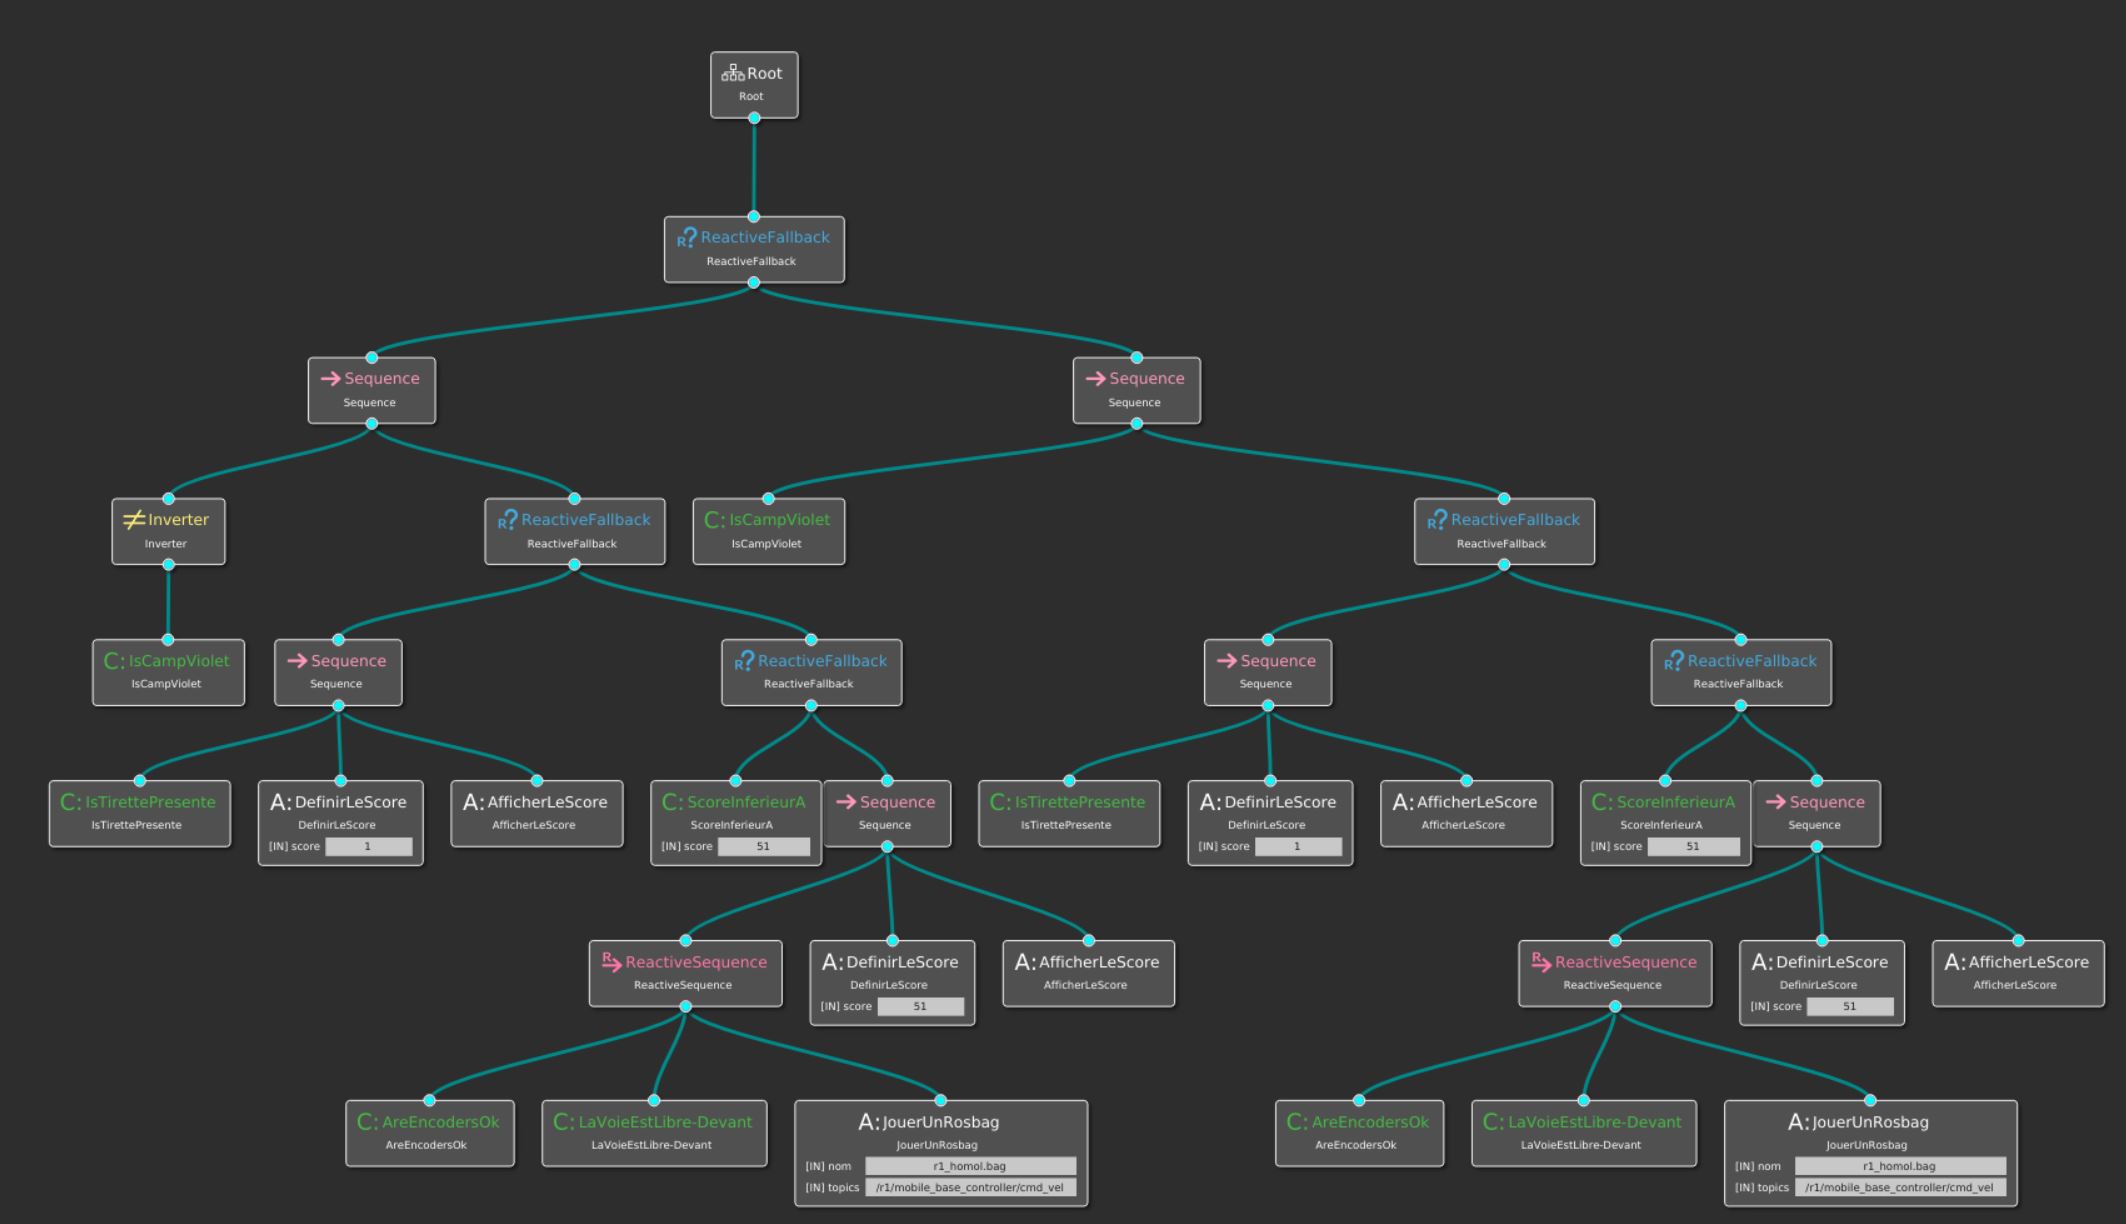 Root
Root
R? ReactiveFallback
ReactiveFallback
Sequence
Sequence
Sequence
Sequence
Inverter
Inverter
R? ReactiveFallback
ReactiveFallback
C: IsCampViolet
IsCampViolet
R? ReactiveFallback
ReactiveFallback
C: IsCampViolet
IsCampViolet
Sequence
Sequence
R? ReactiveFallback
ReactiveFallback
Sequence
Sequence
R? ReactiveFallback
ReactiveFallback
C: IsTirettePresente
IsTirettePresente
A: DefinirLeScore
DefinirLeScore
[IN] score 1
A: AfficherLeScore
AfficherLeScore
C: ScoreInferieurA
ScoreInferieurA
[IN] score 51
Sequence
Sequence
C: IsTirettePresente
IsTirettePresente
A: DefinirLeScore
DefinirLeScore
[IN] score 1
A: AfficherLeScore
AfficherLeScore
C: ScoreInferieurA
ScoreInferieurA
[IN] score 51
Sequence
Sequence
R ReactiveSequence
ReactiveSequence
A: DefinirLeScore
DefinirLeScore
[IN] score 51
A: AfficherLeScore
AfficherLeScore
R ReactiveSequence
ReactiveSequence
A: DefinirLeScore
DefinirLeScore
[IN] score 51
A: AfficherLeScore
AfficherLeScore
C: AreEncodersOk
AreEncodersOk
C: LaVoieEstLibre-Devant
LaVoieEstLibre-Devant
A: JouerUnRosbag
JouerUnRosbag
[IN] nom r1_homol.bag
[IN] topics /r1/mobile_base_controller/cmd_vel
C: AreEncodersOk
AreEncodersOk
C: LaVoieEstLibre-Devant
LaVoieEstLibre-Devant
A: JouerUnRosbag
JouerUnRosbag
[IN] nom r1_homol.bag
[IN] topics /r1/mobile_base_controller/cmd_vel